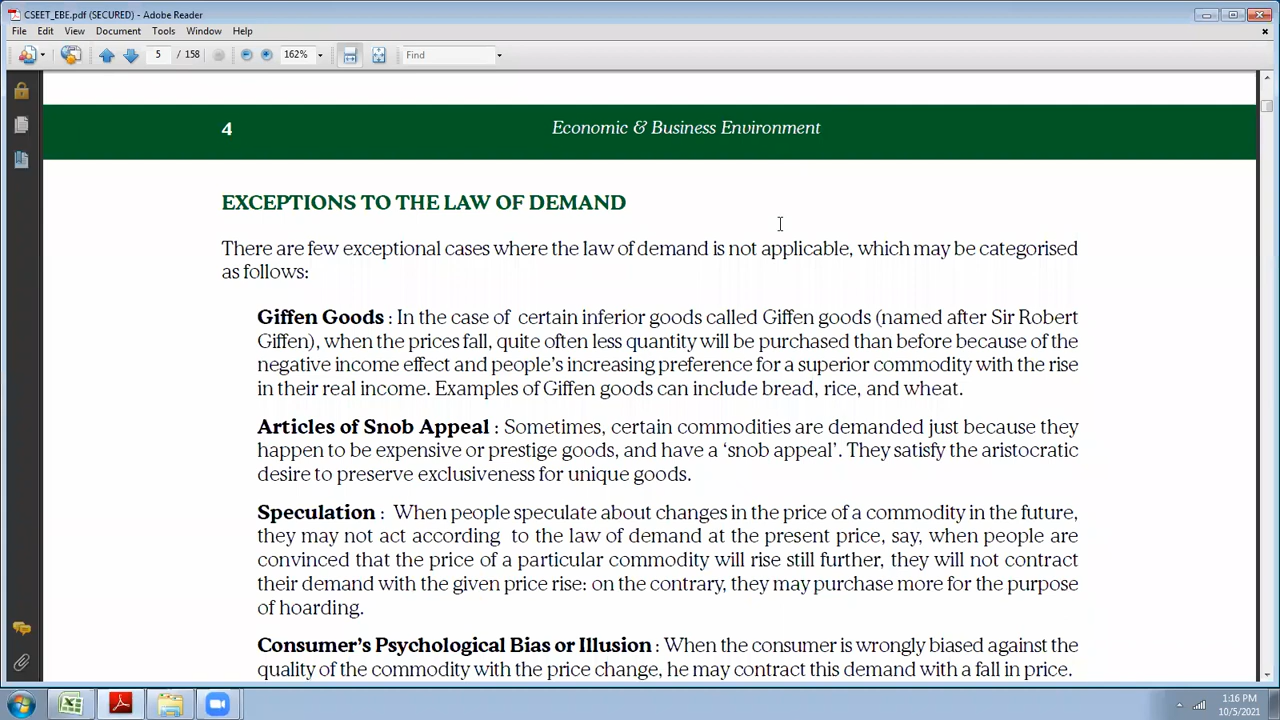 CSEET_EBE.pdf (SECURED) - Adobe Reader
File Edit View Document Tools Window Help
5 / 158 162% Find
4 Economic & Business Environment
EXCEPTIONS TO THE LAW OF DEMAND
There are few exceptional cases where the law of demand is not applicable, which may be categorised
as follows:
Giffen Goods : In the case of certain inferior goods called Giffen goods (named after Sir Robert
Giffen), when the prices fall, quite often less quantity will be purchased than before because of the
negative income effect and people's increasing preference for a superior commodity with the rise
in their real income. Examples of Giffen goods can include bread, rice, and wheat.
Articles of Snob Appeal : Sometimes, certain commodities are demanded just because they
happen to be expensive or prestige goods, and have a 'snob appeal'. They satisfy the aristocratic
desire to preserve exclusiveness for unique goods.
Speculation : When people speculate about changes in the price of a commodity in the future,
they may not act according to the law of demand at the present price, say, when people are
convinced that the price of a particular commodity will rise still further, they will not contract
their demand with the given price rise: on the contrary, they may purchase more for the purpose
of hoarding.
Consumer's Psychological Bias or Illusion : When the consumer is wrongly biased against the
quality of the commodity with the price change, he may contract this demand with a fall in price.
1:16 PM
10/5/2021